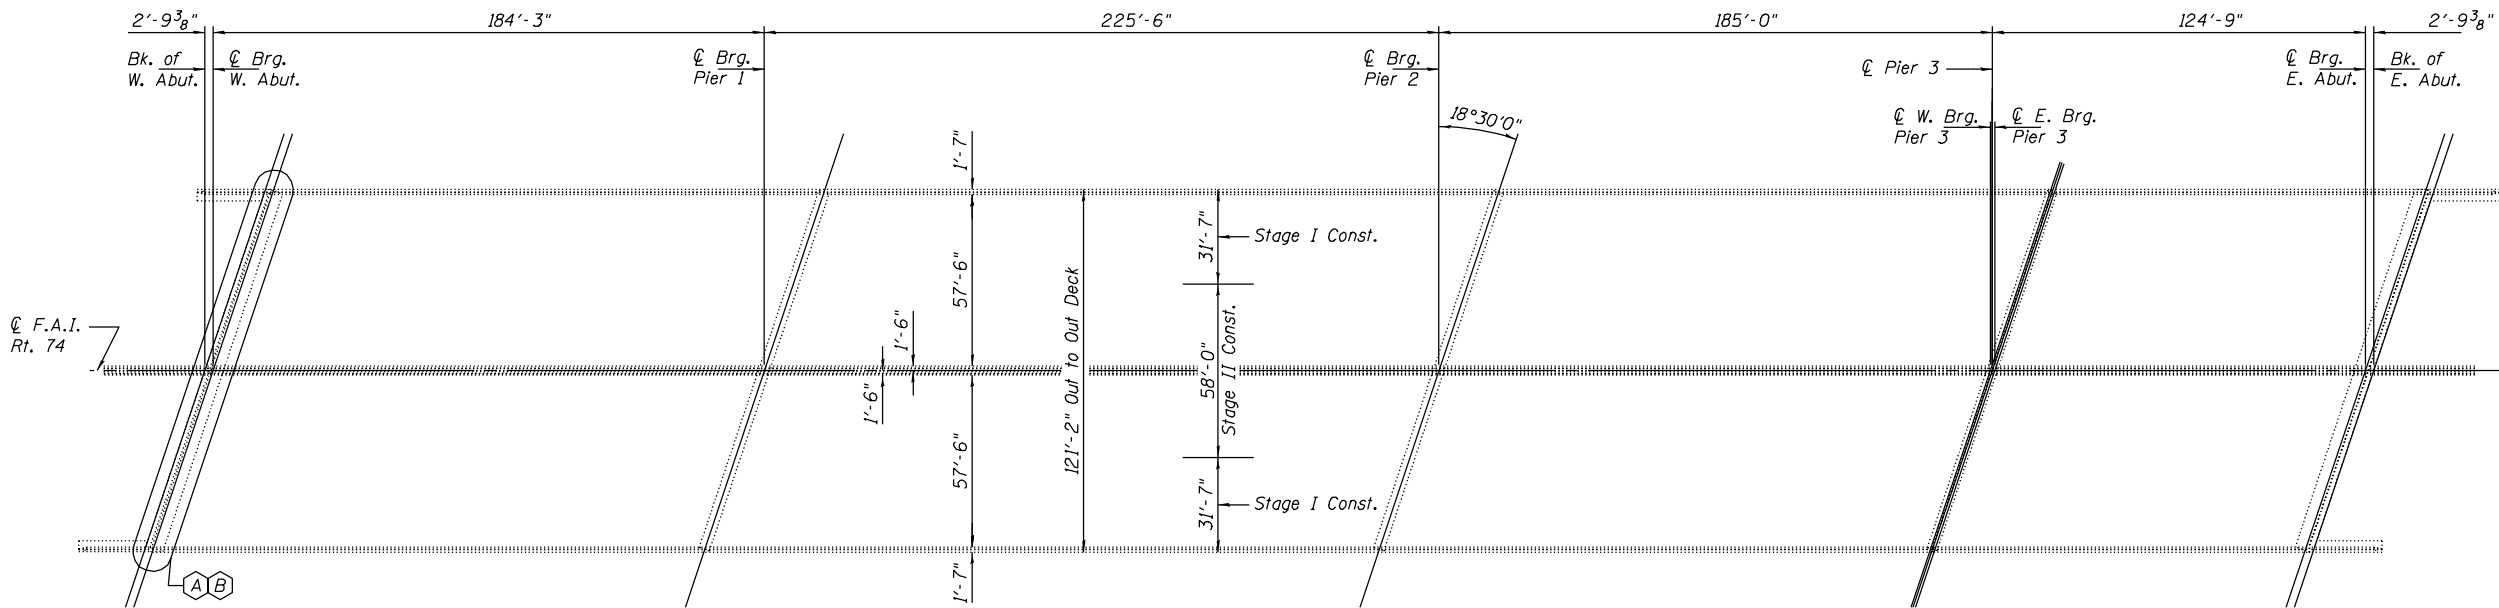 2'-9 3/8"
184'-3"
225'-6"
185'-0"
124'-9"
2'-9 3/8"
Bk. of
W. Abut.
℄ Brg.
W. Abut.
℄ Brg.
Pier 1
℄ Brg.
Pier 2
℄ Pier 3
℄ Brg.
E. Abut.
Bk. of
E. Abut.
18°30'0"
℄ W. Brg.
Pier 3
℄ E. Brg.
Pier 3
1'-7"
57'-6"
31'-7"
Stage I Const.
121'-2" Out to Out Deck
℄ F.A.I.
Rt. 74
1'-6"
1'-6"
58'-0"
Stage II Const.
57'-6"
31'-7"
Stage I Const.
1'-7"
A
B